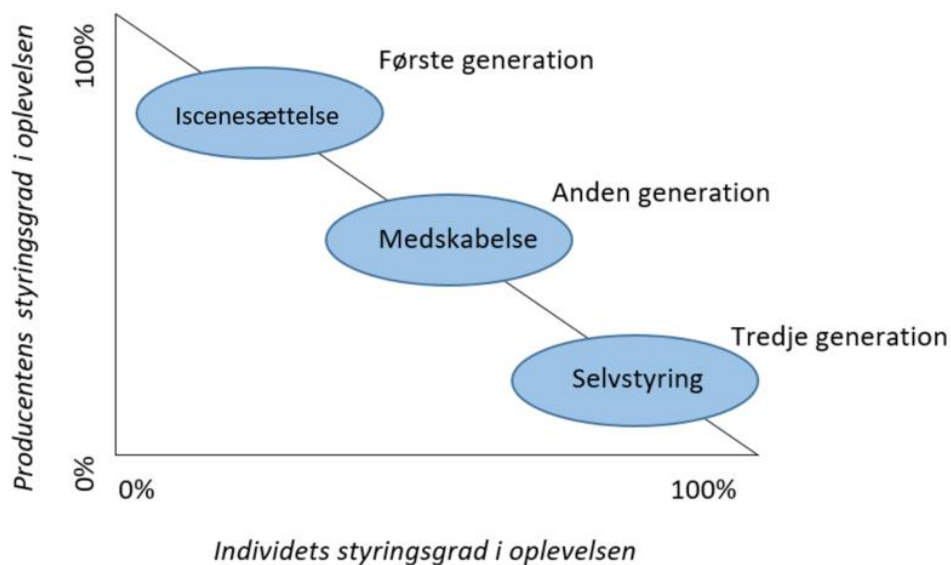 100%
Første generation
Iscenesættelse
Anden generation
Medskabelse
Tredje generation
Selvstyring
Producentens styringsgrad i oplevelsen
0%
0%
100%
Individets styringsgrad i oplevelsen